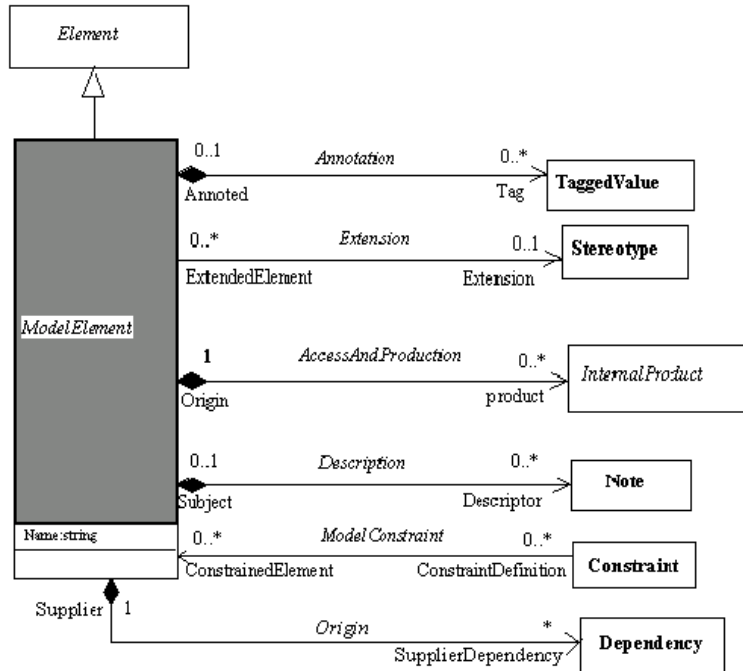 Element
0..1 Annotation 0..*
Annoted Tag TaggedValue
0..* Extension 0..1
ExtendedElement Extension Stereotype
ModelElement
1 AccessAndProduction 0..*
Origin product InternalProduct
0..1 Description 0..*
Subject Descriptor Note
Name:string
0..* ModelConstraint 0..*
ConstrainedElement ConstraintDefinition Constraint
Supplier 1
Origin *
SupplierDependency Dependency